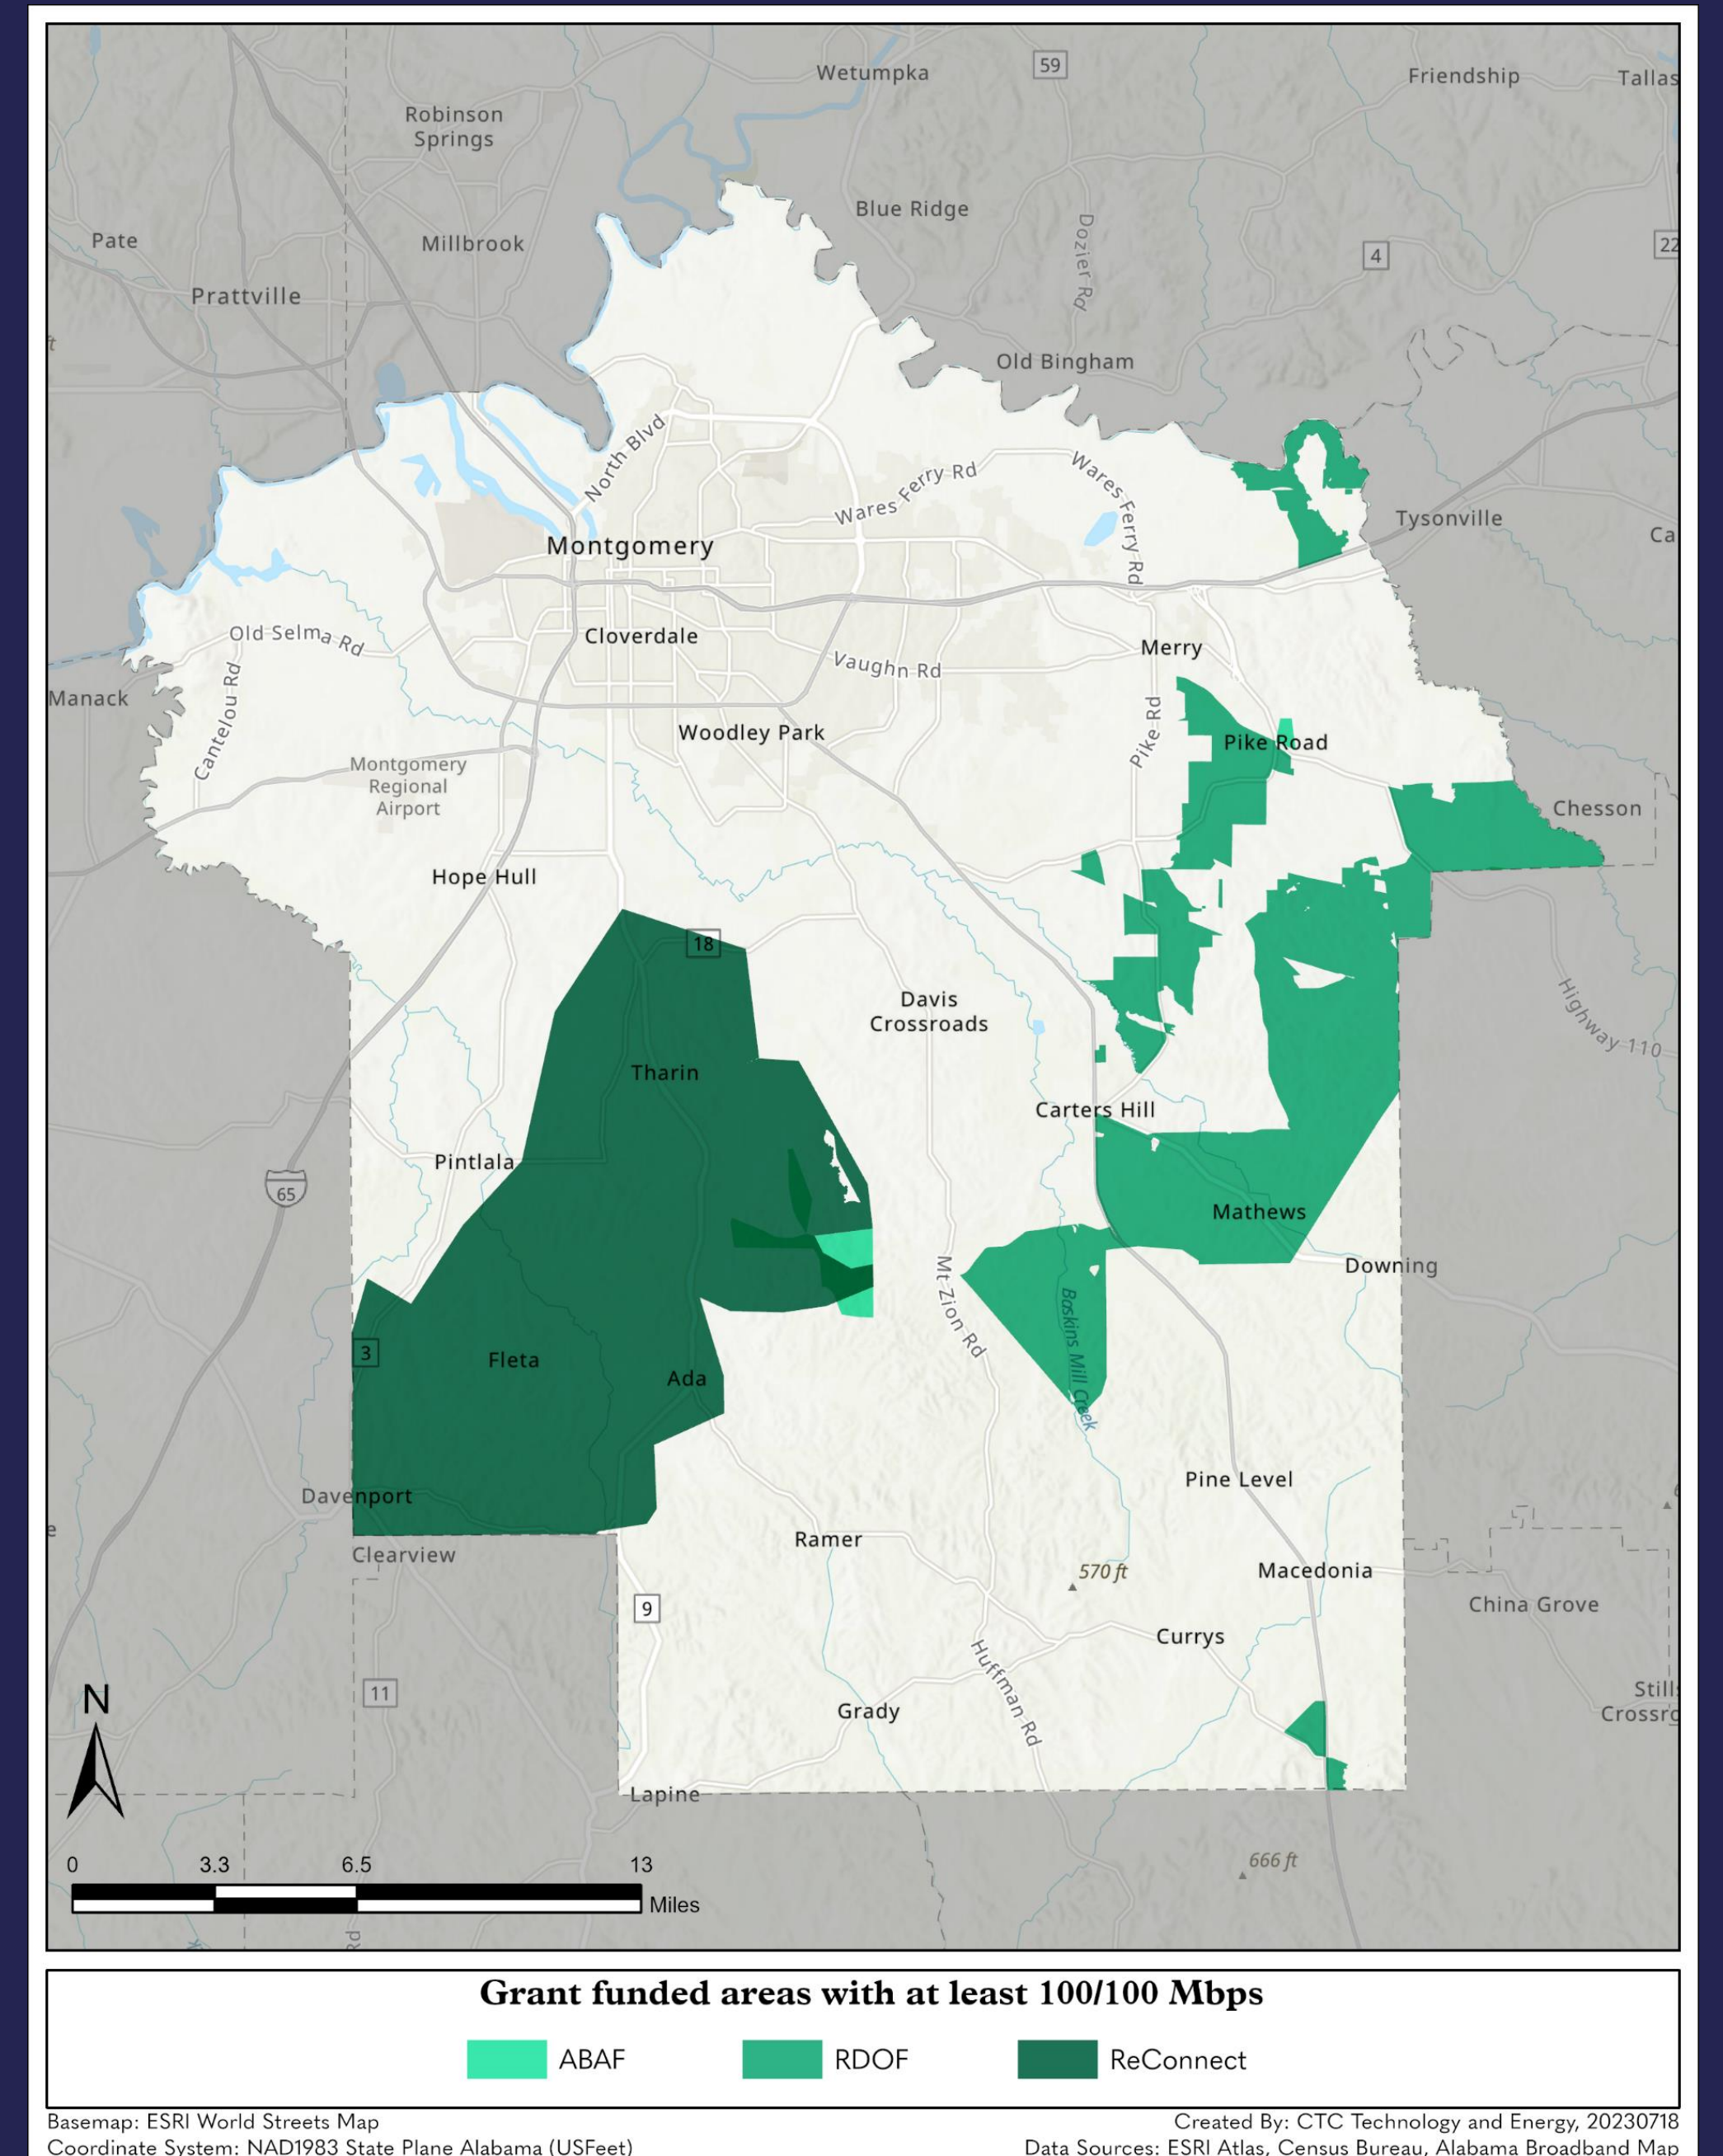 Wetumpka
59
Friendship
Tallas
Robinson
Springs
Blue Ridge
Dozier Rd
Pate
Millbrook
4
22
Prattville
ft
Old Bingham
North Blvd
Wares Ferry Rd
Wares Ferry Rd
Tysonville
Ca
Montgomery
Old Selma Rd
Cloverdale
Merry
Vaughn Rd
Manack
Cantelou Rd
Woodley Park
Pike Rd
Pike Road
Montgomery
Regional
Airport
Chesson
Hope Hull
18
Davis
Crossroads
Highway 110
Tharin
Carters Hill
Pintlala
65
Mathews
Downing
Mt Zion Rd
Baskins Mill Creek
3
Fleta
Ada
Davenport
Pine Level
e
Ramer
Clearview
570 ft
Macedonia
9
China Grove
Currys
Huffman Rd
11
Grady
Still
Crossro
N
Lapine
0 3.3 6.5 13
Miles
666 ft
Rd
Grant funded areas with at least 100/100 Mbps
ABAF RDOF ReConnect
Basemap: ESRI World Streets Map
Created By: CTC Technology and Energy, 20230718
Coordinate System: NAD1983 State Plane Alabama (USFeet)
Data Sources: ESRI Atlas, Census Bureau, Alabama Broadband Map